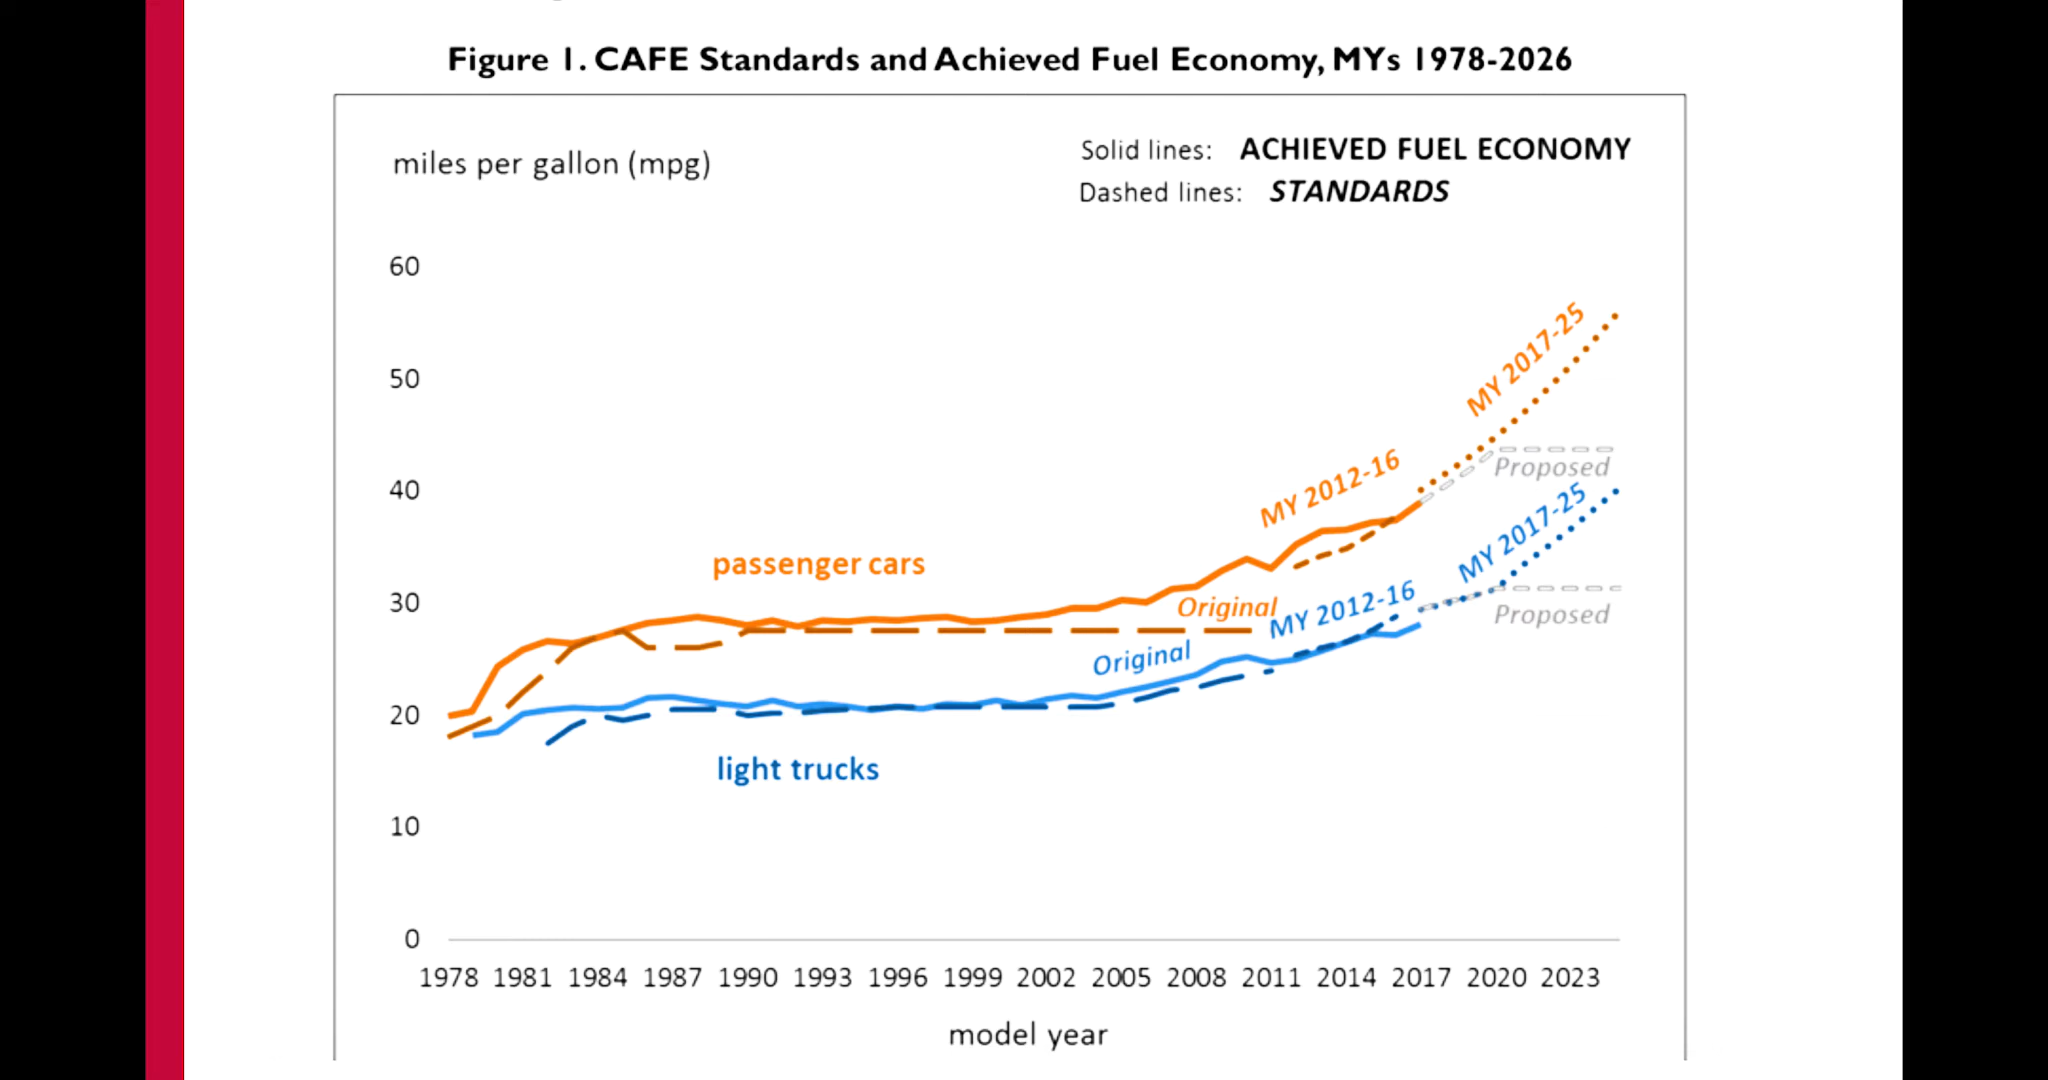 Figure 1. CAFE Standards and Achieved Fuel Economy, MYs 1978-2026
miles per gallon (mpg)
Solid lines: ACHIEVED FUEL ECONOMY
Dashed lines: STANDARDS
60
50
40
30
20
10
0
MY 2017-25
Proposed
MY 2012-16
MY 2017-25
passenger cars
Original
MY 2012-16
Proposed
Original
light trucks
1978 1981 1984 1987 1990 1993 1996 1999 2002 2005 2008 2011 2014 2017 2020 2023
model year